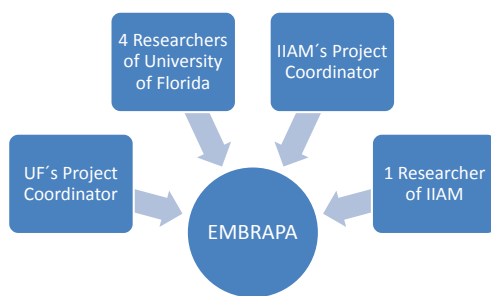 4 Researchers
of University
of Florida
IIAM´s Project
Coordinator
UF´s Project
Coordinator
1 Researcher
of IIAM
EMBRAPA